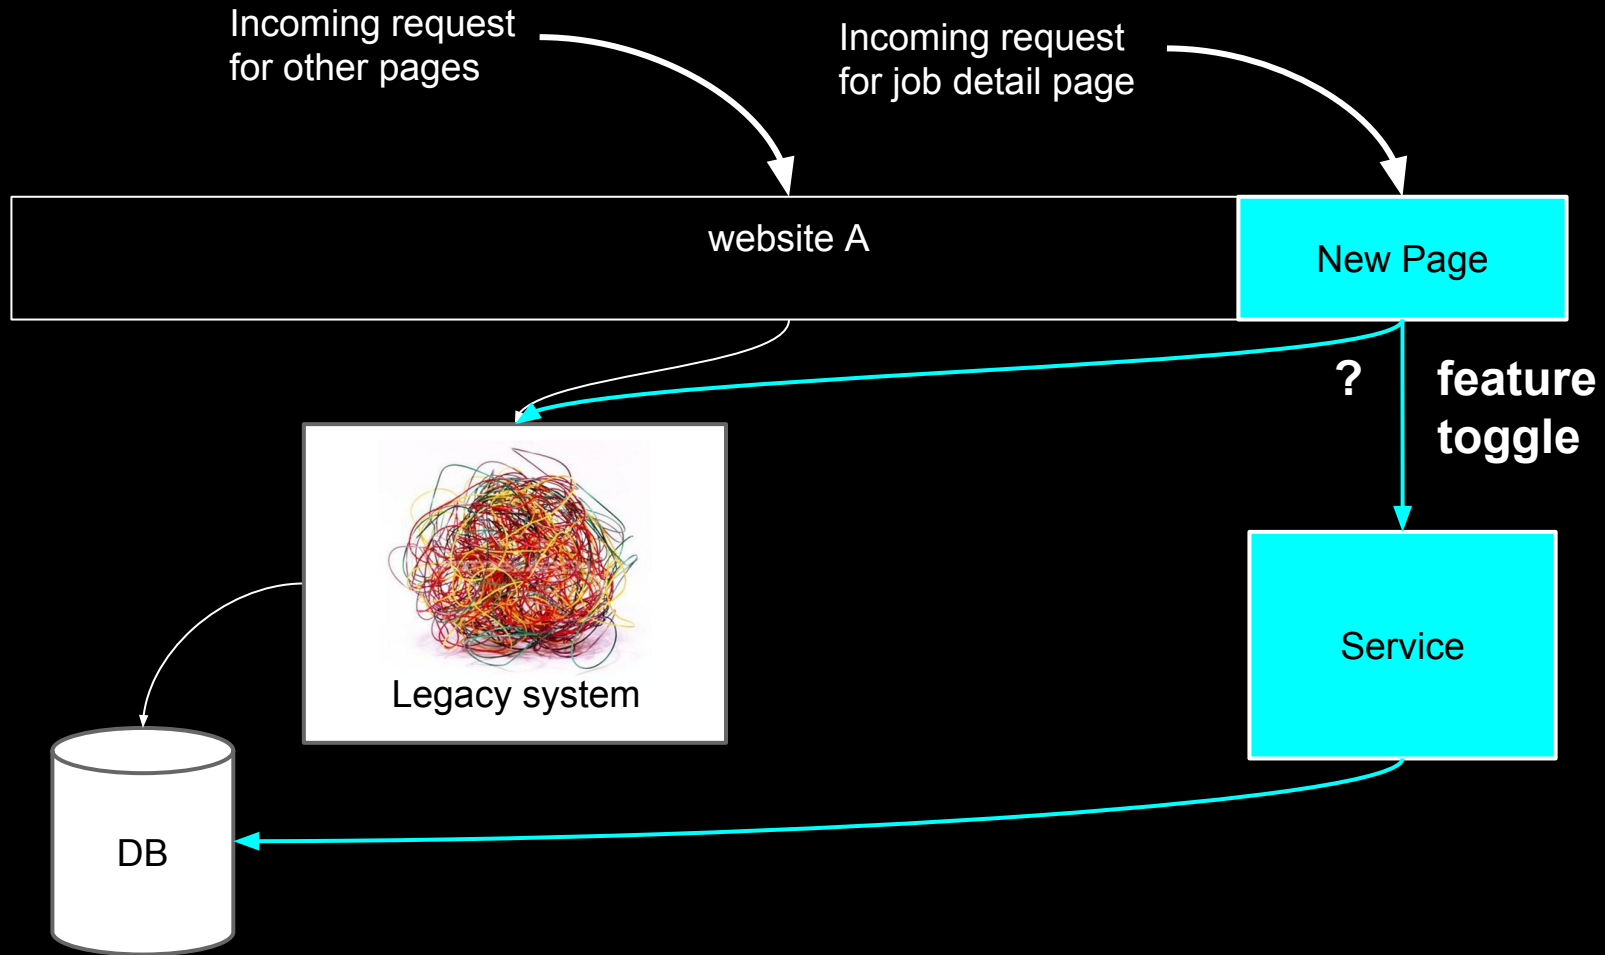 Incoming request
for other pages
Incoming request
for job detail page
website A
New Page
?
feature
toggle
Service
Legacy system
DB